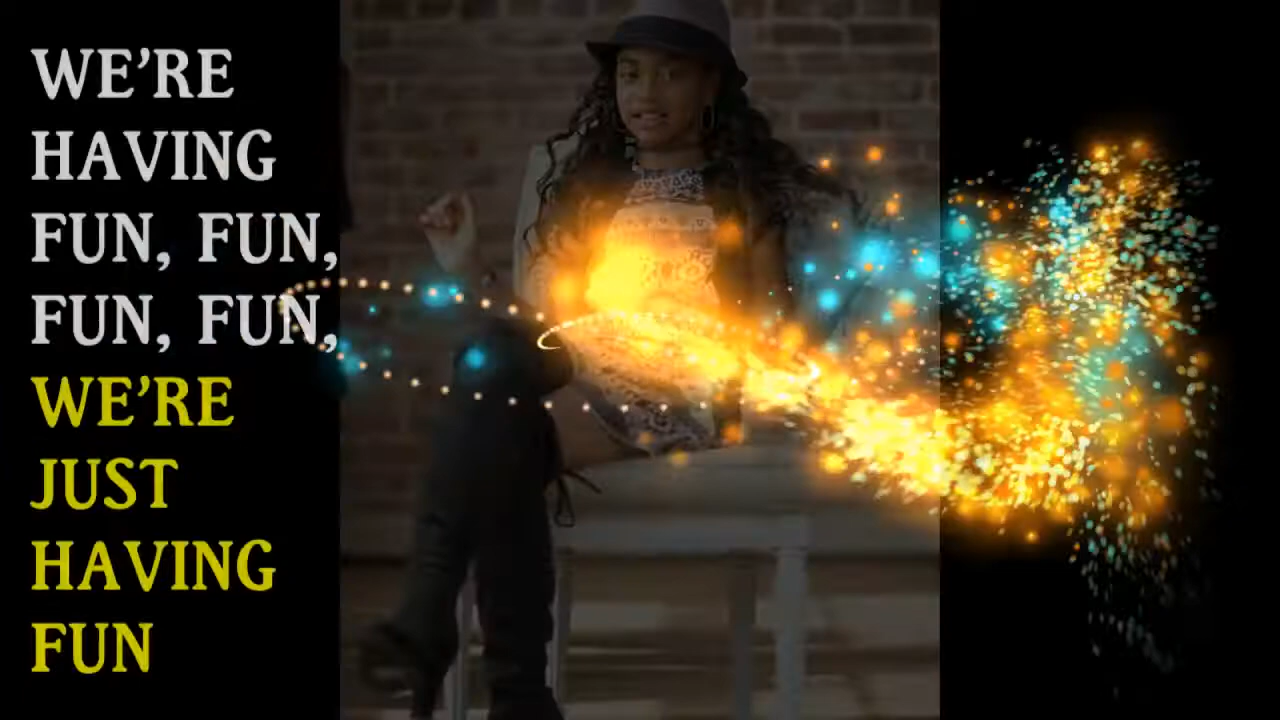 WE'RE
HAVING
FUN, FUN,
FUN, FUN,
WE'RE
JUST
HAVING
FUN